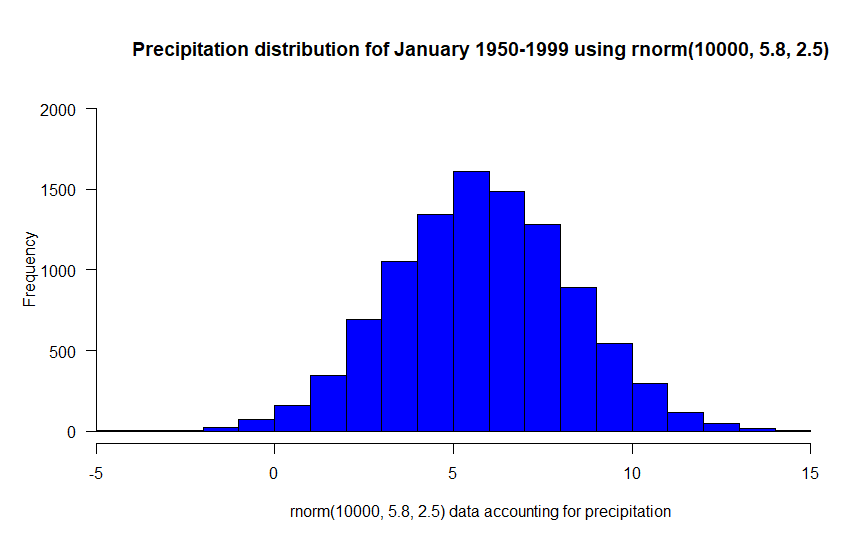 Precipitation distribution fof January 1950-1999 using rnorm(10000, 5.8, 2.5)
2000
1500
1000
500
0
Frequency
-5 0 5 10 15
rnorm(10000, 5.8, 2.5) data accounting for precipitation